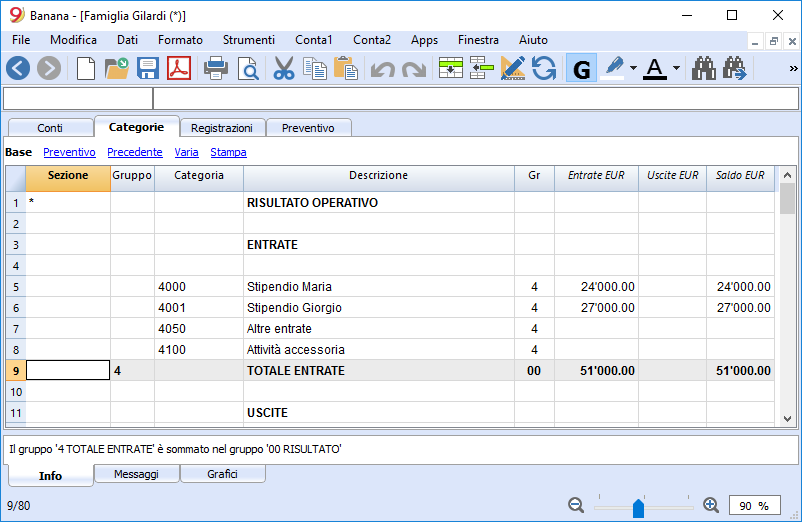 Banana - [Famiglia Gilardi (*)]
File Modifica Dati Formato Strumenti Conta1 Conta2 Apps Finestra Aiuto
G A »
Conti Categorie Registrazioni Preventivo
Base Preventivo Precedente Varia Stampa
Sezione Gruppo Categoria Descrizione Gr Entrate EUR Uscite EUR Saldo EUR
1 * RISULTATO OPERATIVO
2
3 ENTRATE
4
5 4000 Stipendio Maria 4 24'000.00 24'000.00
6 4001 Stipendio Giorgio 4 27'000.00 27'000.00
7 4050 Altre entrate 4
8 4100 Attività accessoria 4
9 4 TOTALE ENTRATE 00 51'000.00 51'000.00
10
11 USCITE
Il gruppo '4 TOTALE ENTRATE' è sommato nel gruppo '00 RISULTATO'
Info Messaggi Grafici
9/80 90 %